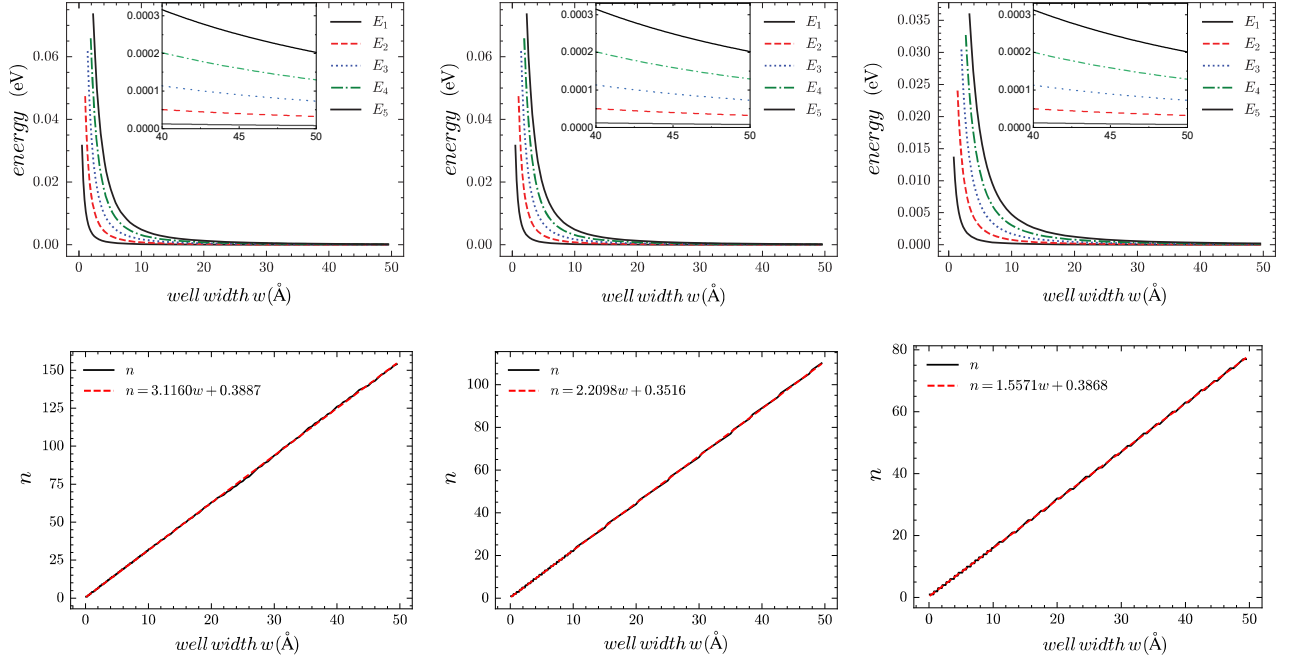 0.0003
0.0002
0.0001
0.0000
40 45 50
E1
E2
E3
E4
E5
0.06
0.04
0.02
0.00
energy (eV)
0 10 20 30 40 50
well width w(Å)
0.0003
0.0002
0.0001
0.0000
40 45 50
E1
E2
E3
E4
E5
0.06
0.04
0.02
0.00
energy (eV)
0 10 20 30 40 50
well width w(Å)
0.0003
0.0002
0.0001
0.0000
40 45 50
E1
E2
E3
E4
E5
0.035
0.030
0.025
0.020
0.015
0.010
0.005
0.000
energy (eV)
0 10 20 30 40 50
well width w(Å)
n
n = 3.1160w + 0.3887
150
125
100
75
50
25
0
n
0 10 20 30 40 50
well width w(Å)
n
n = 2.2098w + 0.3516
100
80
60
40
20
0
n
0 10 20 30 40 50
well width w(Å)
n
n = 1.5571w + 0.3868
80
60
40
20
0
n
0 10 20 30 40 50
well width w(Å)